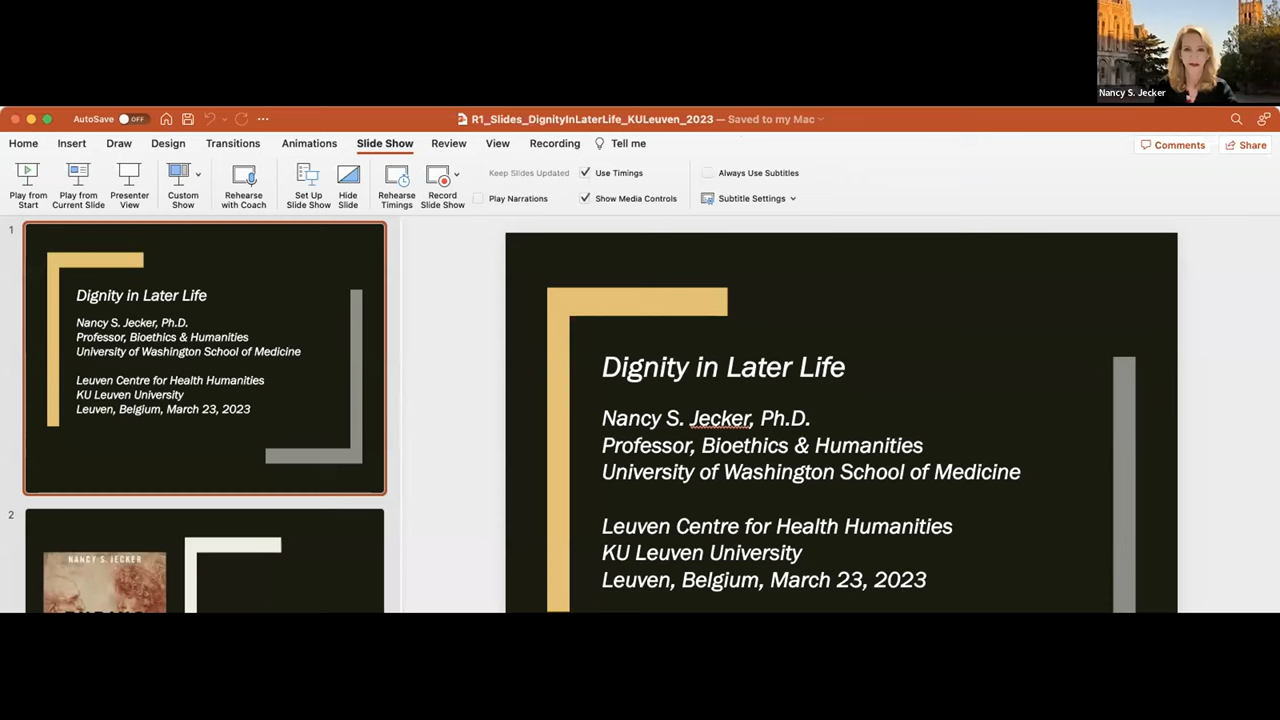 Nancy S. Jecker
AutoSave OFF
R1_Slides_DignityInLaterLife_KULeuven_2023 — Saved to my Mac
Home Insert Draw Design Transitions Animations Slide Show Review View Recording Tell me
Comments Share
Play from Start
Play from Current Slide
Presenter View
Custom Show
Rehearse with Coach
Set Up Slide Show
Hide Slide
Rehearse Timings
Record Slide Show
Keep Slides Updated
Use Timings
Play Narrations
Show Media Controls
Always Use Subtitles
Subtitle Settings
1
Dignity in Later Life
Nancy S. Jecker, Ph.D.
Professor, Bioethics & Humanities
University of Washington School of Medicine
Leuven Centre for Health Humanities
KU Leuven University
Leuven, Belgium, March 23, 2023
2
NANCY S. JECKER
Dignity in Later Life
Nancy S. Jecker, Ph.D.
Professor, Bioethics & Humanities
University of Washington School of Medicine
Leuven Centre for Health Humanities
KU Leuven University
Leuven, Belgium, March 23, 2023